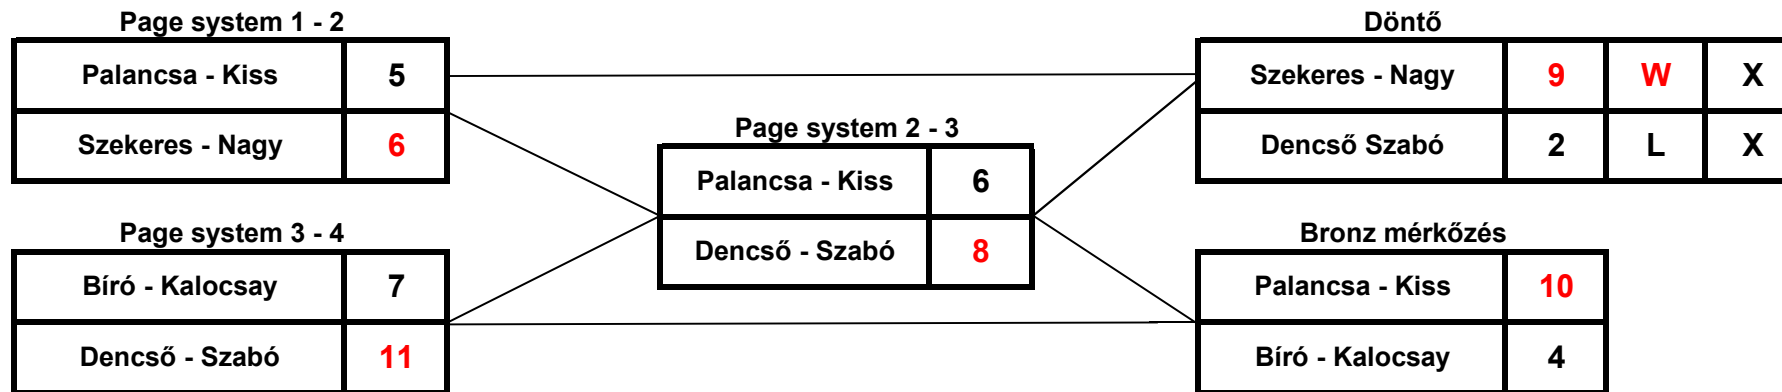 Page system 1 - 2
Palancsa - Kiss 5
Szekeres - Nagy 6
Page system 3 - 4
Bíró - Kalocsay 7
Dencső - Szabó 11
Page system 2 - 3
Palancsa - Kiss 6
Dencső - Szabó 8
Döntő
Szekeres - Nagy 9 W X
Dencső Szabó 2 L X
Bronz mérkőzés
Palancsa - Kiss 10
Bíró - Kalocsay 4